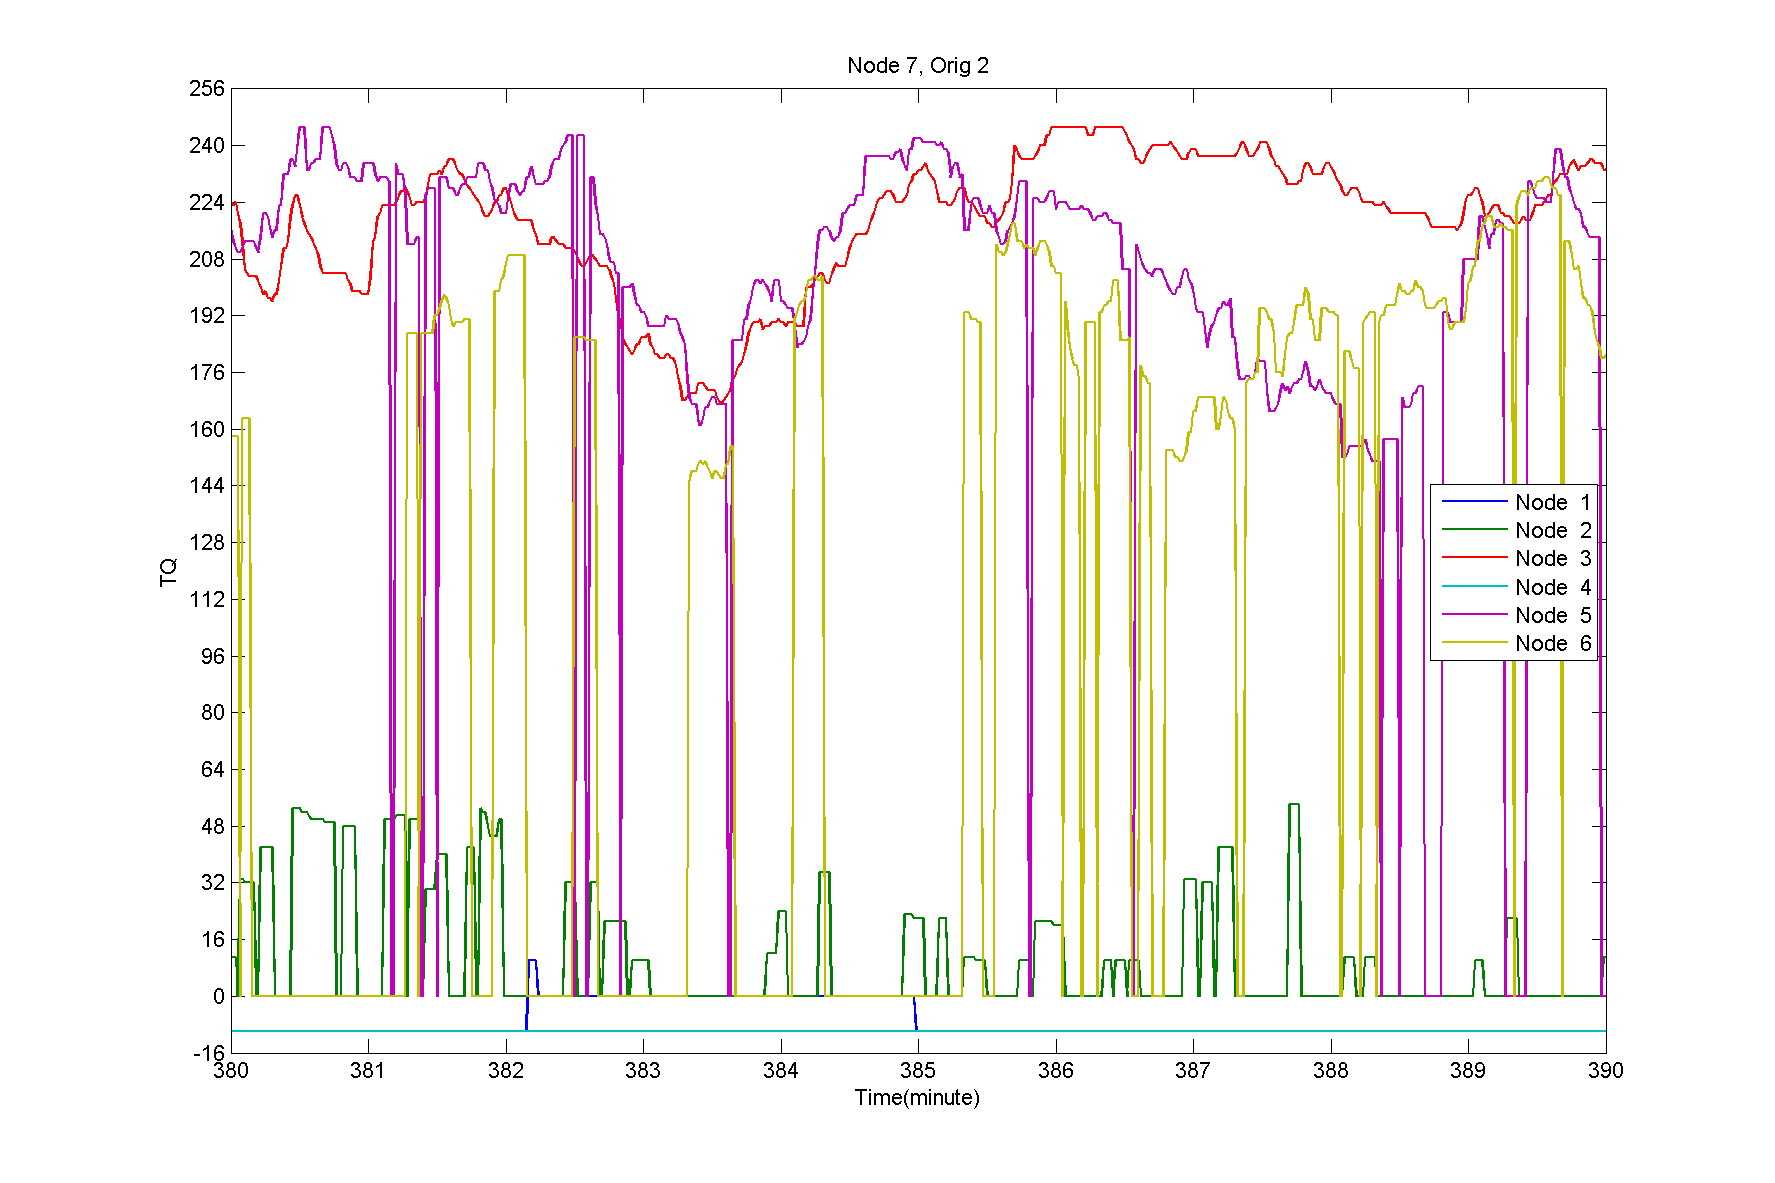 Node 7, Orig 2
256
240
224
208
192
176
160
144
128
112
96
80
64
48
32
16
0
-16
TQ
Node 1
Node 2
Node 3
Node 4
Node 5
Node 6
380 381 382 383 384 385 386 387 388 389 390
Time(minute)